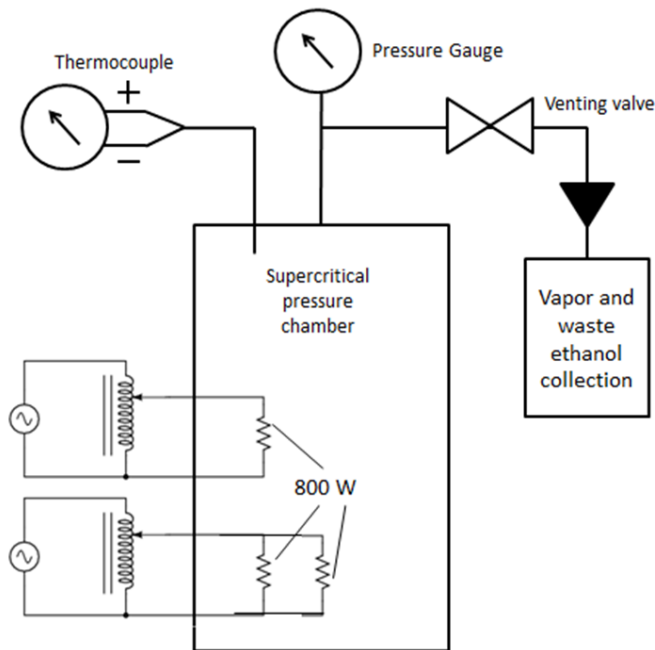 Thermocouple
+
−
Pressure Gauge
Venting valve
Supercritical
pressure
chamber
Vapor and
waste
ethanol
collection
800 W